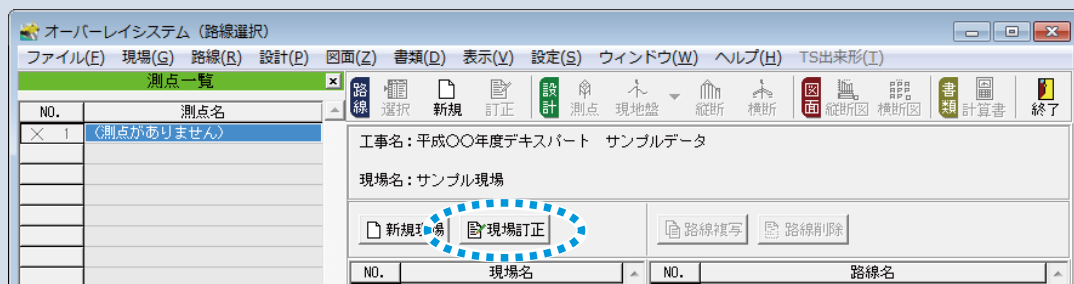 オーバーレイシステム（路線選択）
ファイル(F) 現場(G) 路線(R) 設計(P) 図面(Z) 書類(D) 表示(V) 設定(S) ウィンドウ(W) ヘルプ(H) TS出来形(T)
測点一覧
路線 選択 新規 訂正 設計 測点 現地盤 縦断 横断 図面 縦断図 横断図 書類 計算書 終了
NO. 測点名
1 (測点がありません)
工事名：平成〇〇年度デキスパート サンプルデータ
現場名：サンプル現場
新規現場 現場訂正 路線複写 路線削除
NO. 現場名 NO. 路線名